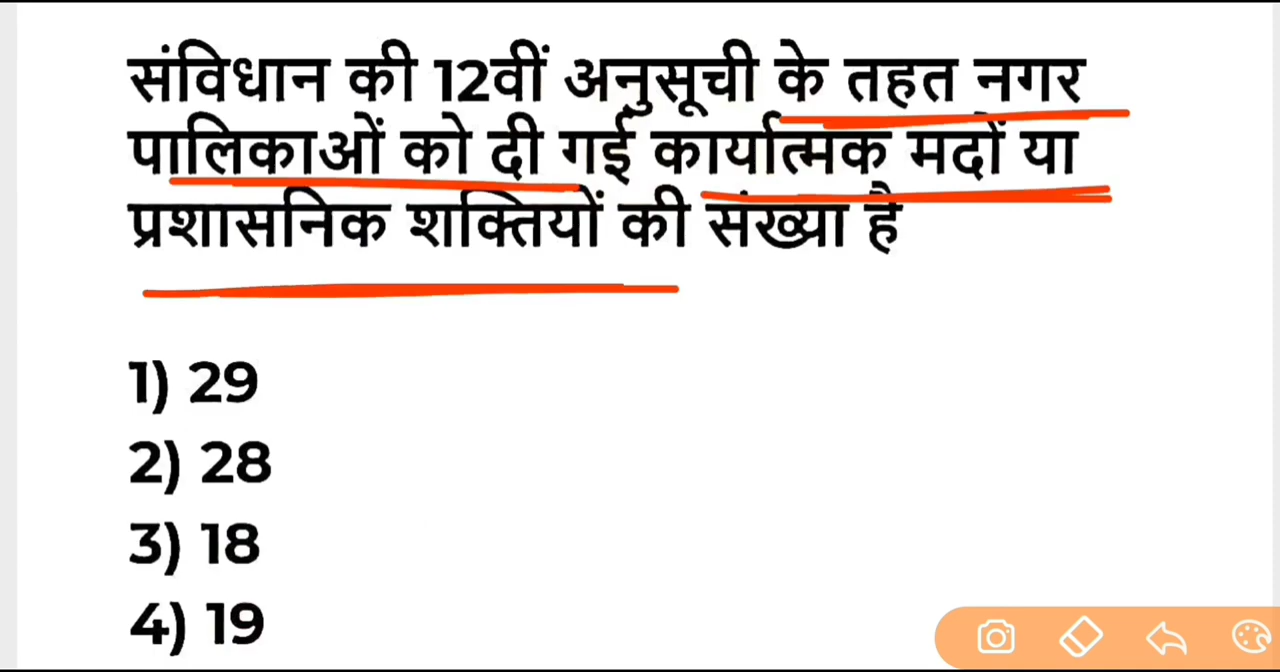 संविधान की 12वीं अनुसूची के तहत नगर
पालिकाओं को दी गई कार्यात्मक मदों या
प्रशासनिक शक्तियों की संख्या है
1) 29
2) 28
3) 18
4) 19